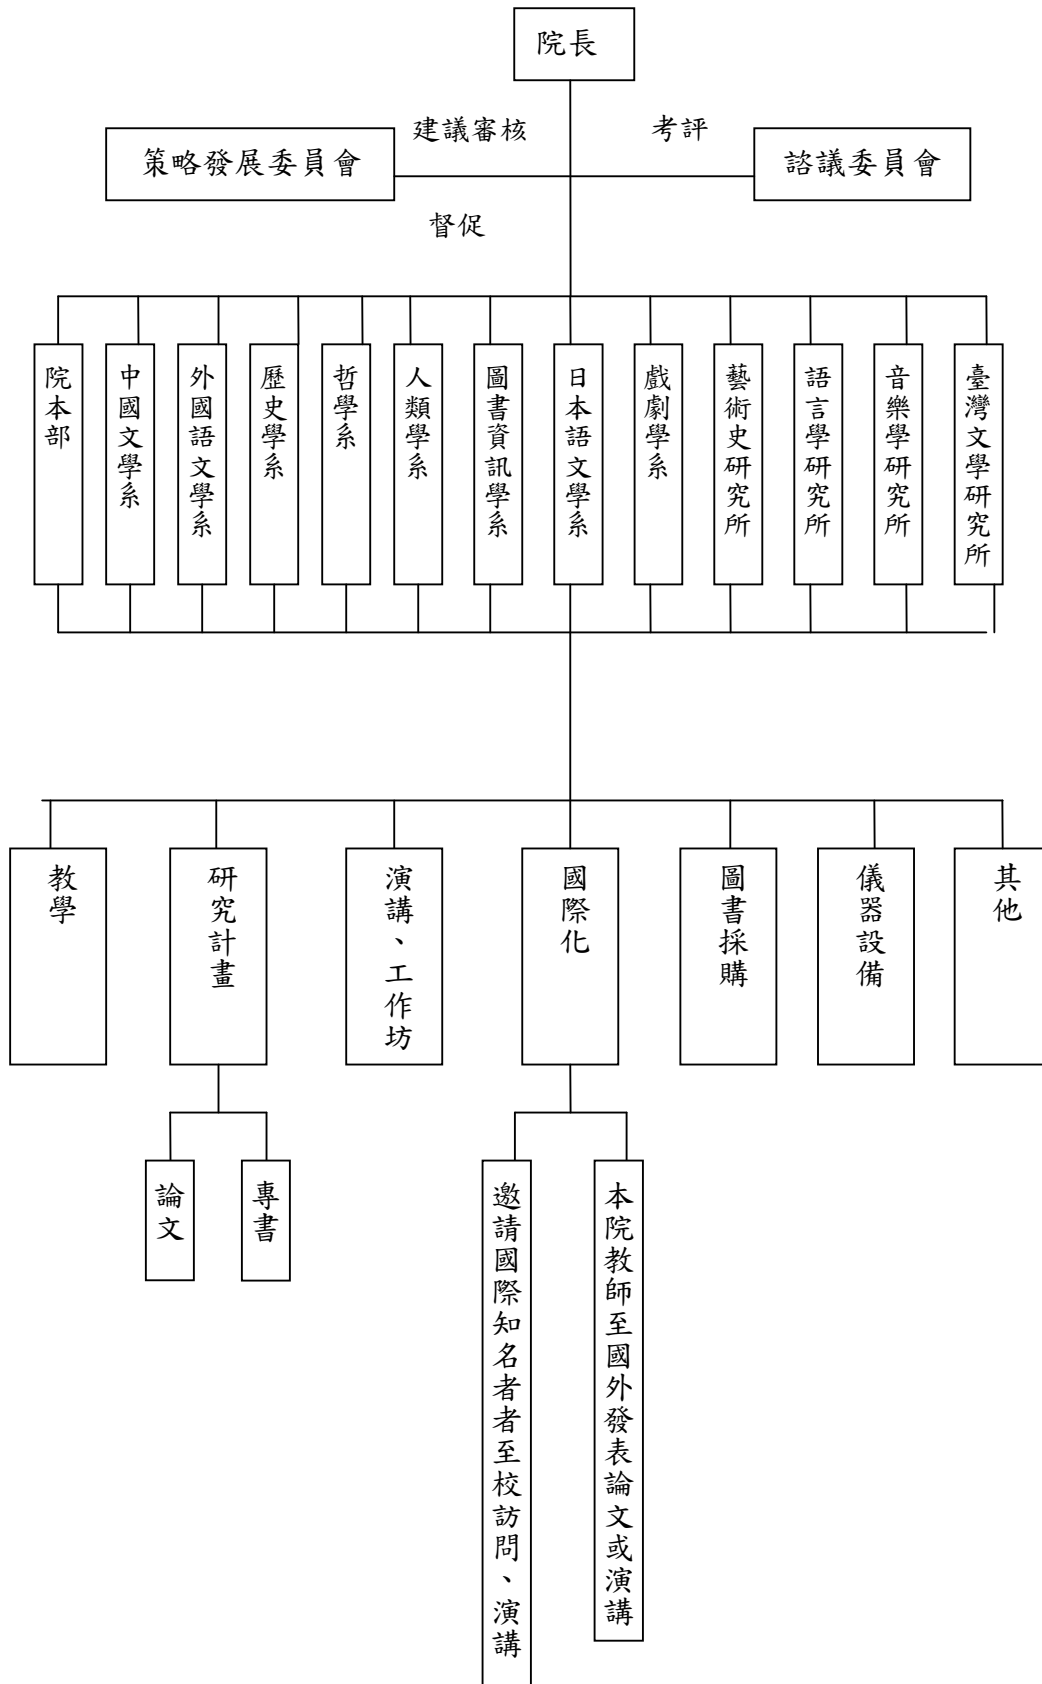 院長
建議審核
考評
策略發展委員會
諮議委員會
督促
院本部
中國文學系
外國語文學系
歷史學系
哲學系
人類學系
圖書資訊學系
日本語文學系
戲劇學系
藝術史研究所
語言學研究所
音樂學研究所
臺灣文學研究所
教學
研究計畫
演講、工作坊
國際化
圖書採購
儀器設備
其他
論文
專書
邀請國際知名者者至校訪問、演講
本院教師至國外發表論文或演講